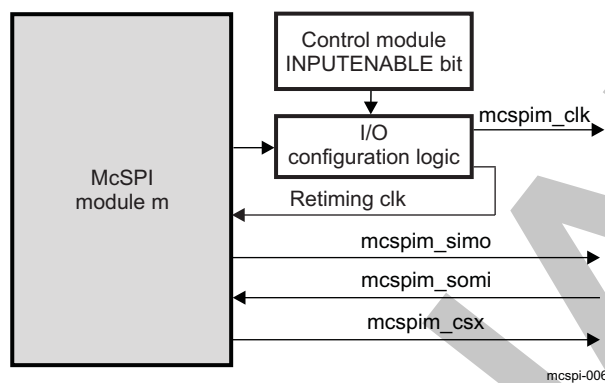 Control module
INPUTENABLE bit
mcspim_clk
I/O
configuration logic
McSPI
module m
Retiming clk
mcspim_simo
mcspim_somi
mcspim_csx
mcspi-006